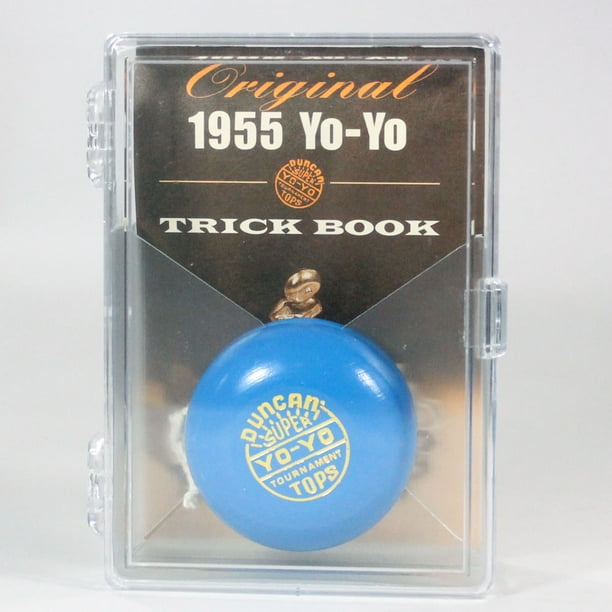 Original
1955 Yo-Yo
DUNCAN
SUPER
YO-YO
TOURNAMENT
TOPS
TRICK BOOK
DUNCAN
SUPER
YO-YO
TOURNAMENT
TOPS